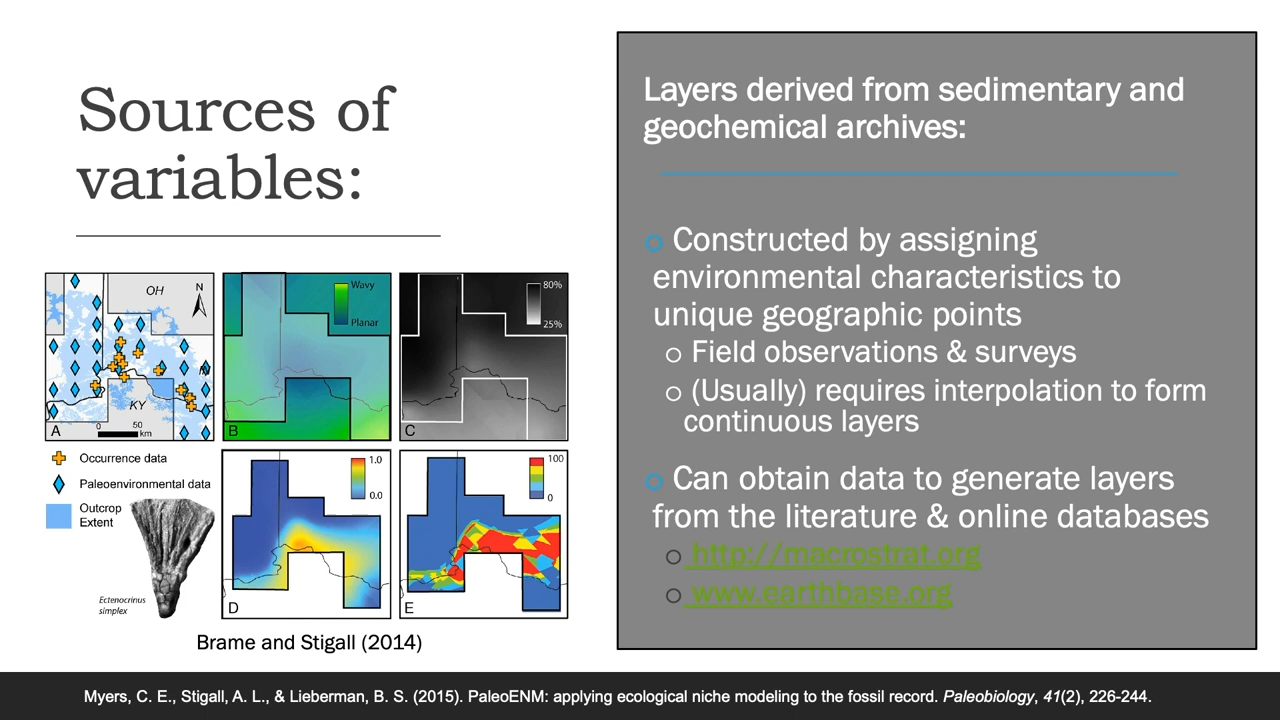 Sources of
variables:
OH
N
KY
0 50
km
A
Wavy
Planar
B
80%
25%
C
Occurrence data
Paleoenvironmental data
Outcrop
Extent
Ectenocrinus
simplex
1.0
0.0
D
100
0
E
Brame and Stigall (2014)
Layers derived from sedimentary and
geochemical archives:
Constructed by assigning
environmental characteristics to
unique geographic points
Field observations & surveys
(Usually) requires interpolation to form
continuous layers
Can obtain data to generate layers
from the literature & online databases
http://macrostrat.org
www.earthbase.org
Myers, C. E., Stigall, A. L., & Lieberman, B. S. (2015). PaleoENM: applying ecological niche modeling to the fossil record. Paleobiology, 41(2), 226-244.